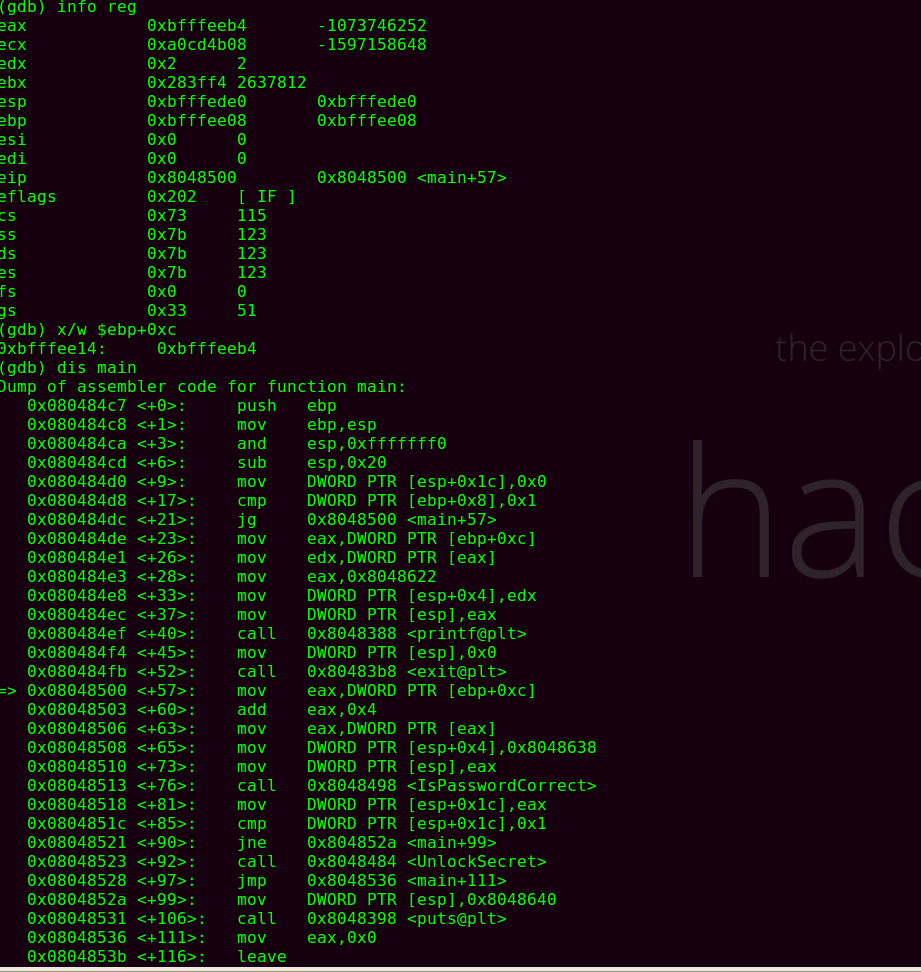 (gdb) info reg
eax 0xbfffeeb4 -1073746252
ecx 0xa0cd4b08 -1597158648
edx 0x2 2
ebx 0x283ff4 2637812
esp 0xbfffede0 0xbfffede0
ebp 0xbfffee08 0xbfffee08
esi 0x0 0
edi 0x0 0
eip 0x8048500 0x8048500 <main+57>
eflags 0x202 [ IF ]
cs 0x73 115
ss 0x7b 123
ds 0x7b 123
es 0x7b 123
fs 0x0 0
gs 0x33 51
(gdb) x/w $ebp+0xc
0xbfffee14: 0xbfffeeb4
(gdb) dis main
Dump of assembler code for function main:
0x080484c7 <+0>: push ebp
0x080484c8 <+1>: mov ebp,esp
0x080484ca <+3>: and esp,0xfffffff0
0x080484cd <+6>: sub esp,0x20
0x080484d0 <+9>: mov DWORD PTR [esp+0x1c],0x0
0x080484d8 <+17>: cmp DWORD PTR [ebp+0x8],0x1
0x080484dc <+21>: jg 0x8048500 <main+57>
0x080484de <+23>: mov eax,DWORD PTR [ebp+0xc]
0x080484e1 <+26>: mov edx,DWORD PTR [eax]
0x080484e3 <+28>: mov eax,0x8048622
0x080484e8 <+33>: mov DWORD PTR [esp+0x4],edx
0x080484ec <+37>: mov DWORD PTR [esp],eax
0x080484ef <+40>: call 0x8048388 <printf@plt>
0x080484f4 <+45>: mov DWORD PTR [esp],0x0
0x080484fb <+52>: call 0x80483b8 <exit@plt>
=> 0x08048500 <+57>: mov eax,DWORD PTR [ebp+0xc]
0x08048503 <+60>: add eax,0x4
0x08048506 <+63>: mov eax,DWORD PTR [eax]
0x08048508 <+65>: mov DWORD PTR [esp+0x4],0x8048638
0x08048510 <+73>: mov DWORD PTR [esp],eax
0x08048513 <+76>: call 0x8048498 <IsPasswordCorrect>
0x08048518 <+81>: mov DWORD PTR [esp+0x1c],eax
0x0804851c <+85>: cmp DWORD PTR [esp+0x1c],0x1
0x08048521 <+90>: jne 0x804852a <main+99>
0x08048523 <+92>: call 0x8048484 <UnlockSecret>
0x08048528 <+97>: jmp 0x8048536 <main+111>
0x0804852a <+99>: mov DWORD PTR [esp],0x8048640
0x08048531 <+106>: call 0x8048398 <puts@plt>
0x08048536 <+111>: mov eax,0x0
0x0804853b <+116>: leave
the explo
hac